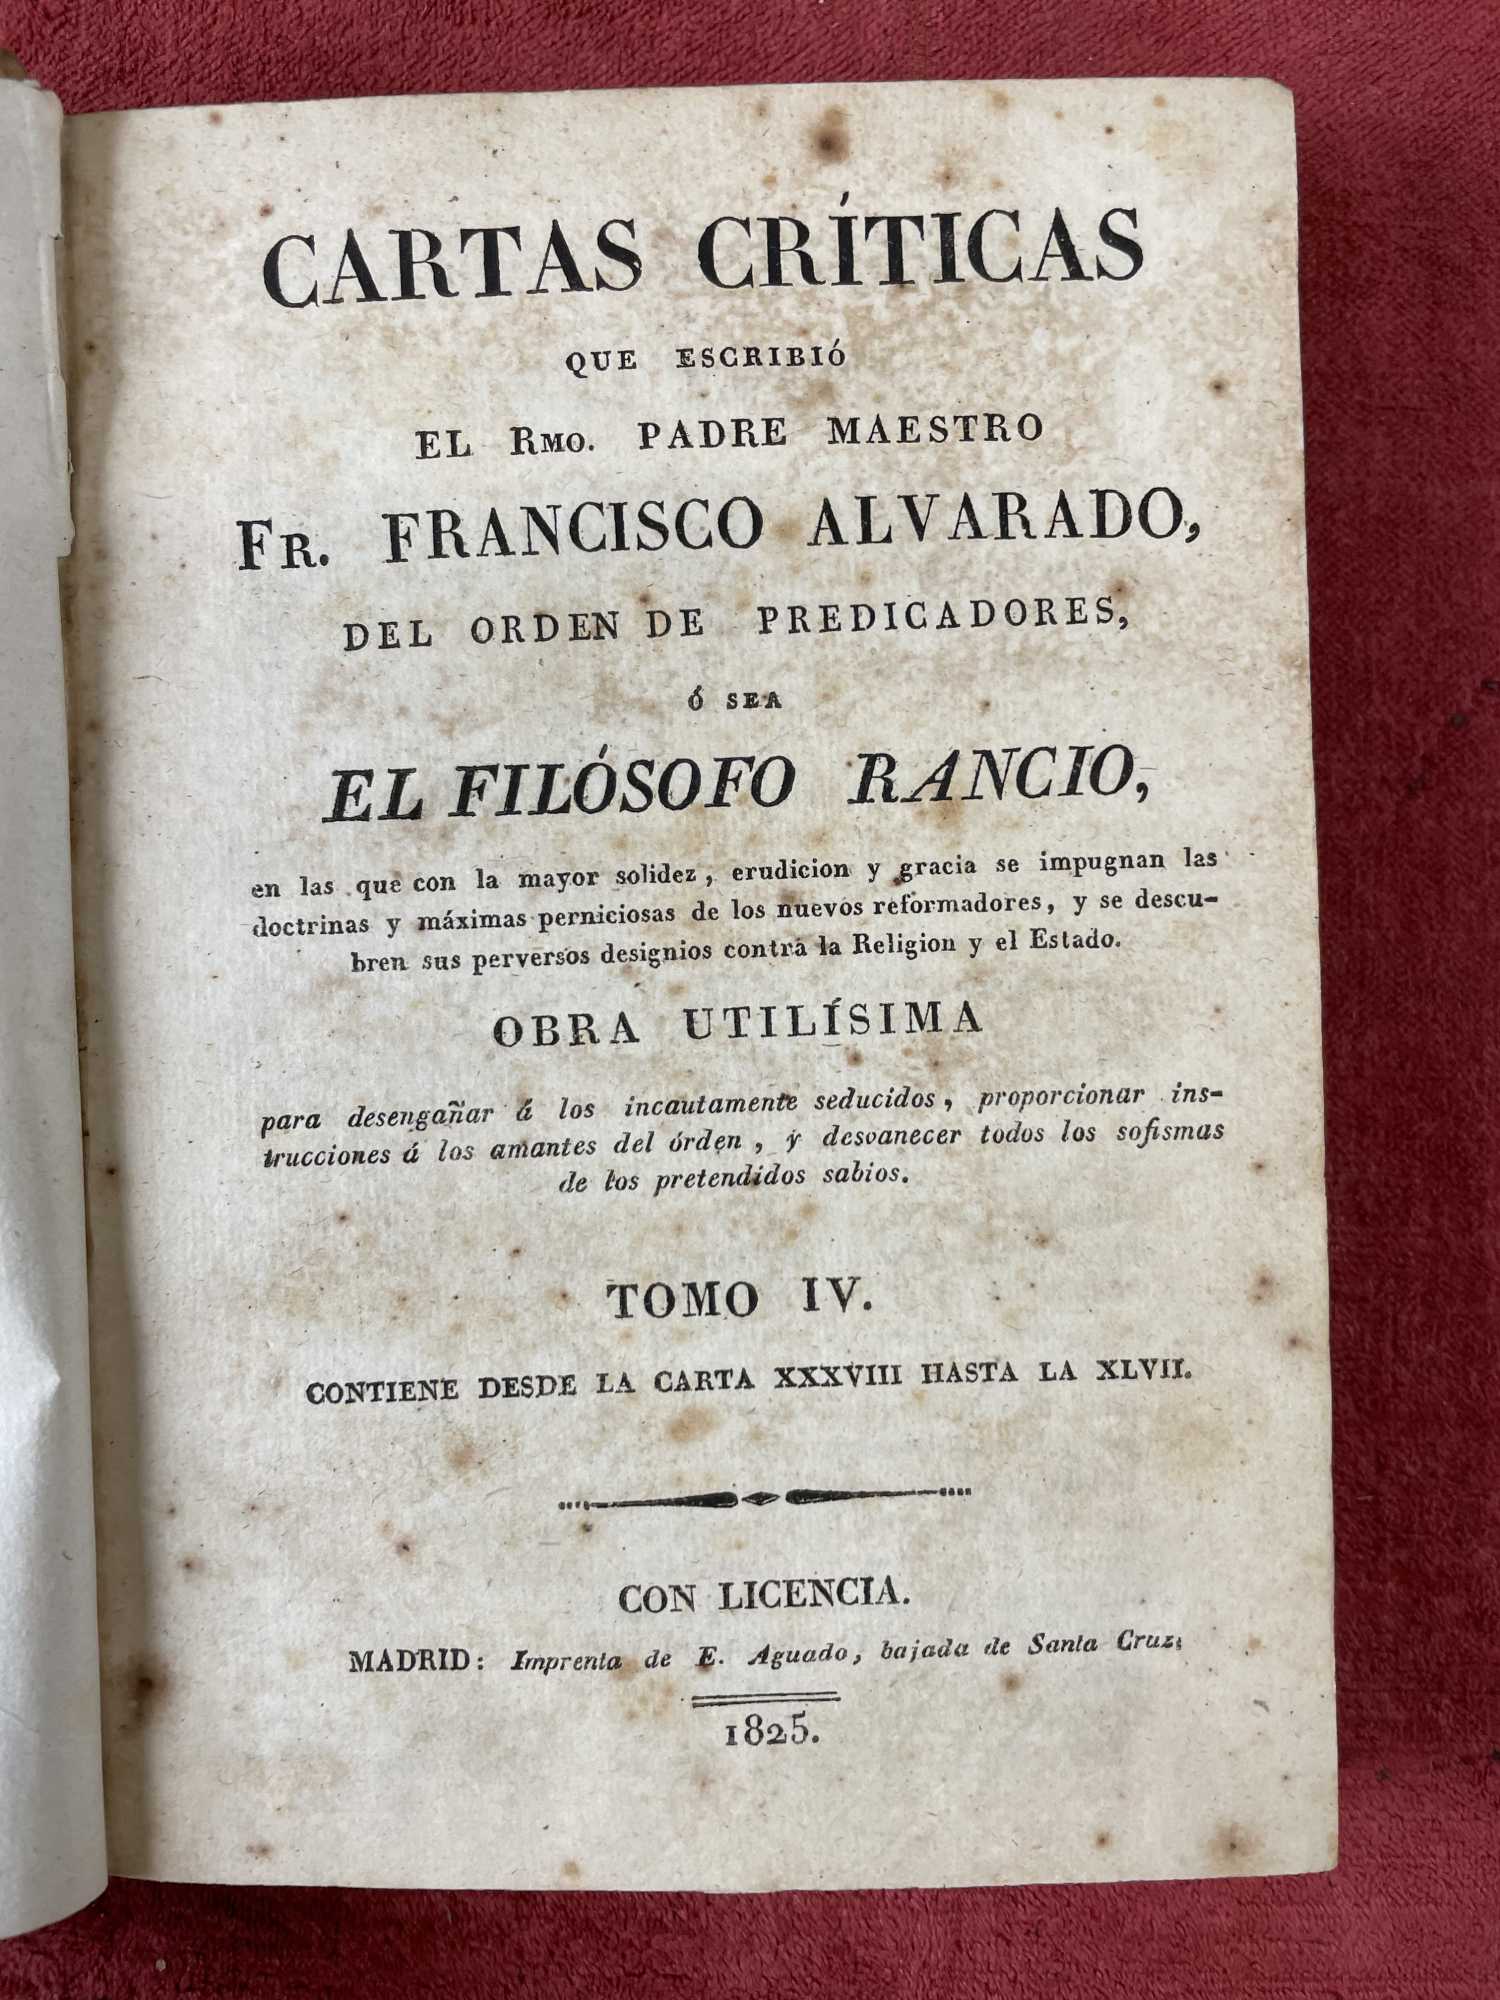 CARTAS CRÍTICAS
QUE ESCRIBIÓ
EL RMO. PADRE MAESTRO
FR. FRANCISCO ALVARADO,
DEL ORDEN DE PREDICADORES,
Ó SEA
EL FILÓSOFO RANCIO,
en las que con la mayor solidez, erudicion y gracia se impugnan las
doctrinas y máximas perniciosas de los nuevos reformadores, y se descu-
bren sus perversos designios contra la Religion y el Estado.
OBRA UTILÍSIMA
para desengañar á los incautamente seducidos, proporcionar ins-
trucciones á los amantes del órden, y desvanecer todos los sofismas
de los pretendidos sabios.
TOMO IV.
CONTIENE DESDE LA CARTA XXXVIII HASTA LA XLVII.
CON LICENCIA.
MADRID: Imprenta de E. Aguado, bajada de Santa Cruz.
1825.